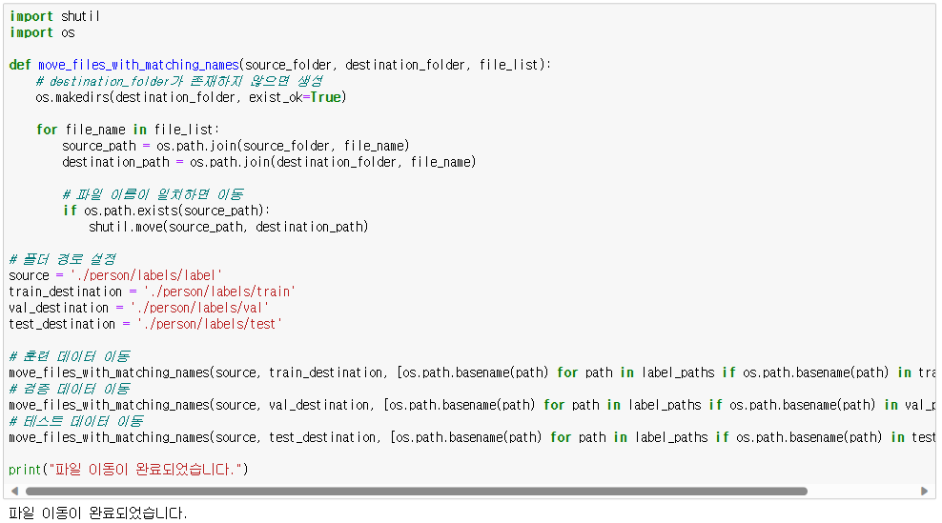 import shutil
import os
def move_files_with_matching_names(source_folder, destination_folder, file_list):
    # destination_folder가 존재하지 않으면 생성
    os.makedirs(destination_folder, exist_ok=True)
    for file_name in file_list:
        source_path = os.path.join(source_folder, file_name)
        destination_path = os.path.join(destination_folder, file_name)
        # 파일 이름이 일치하면 이동
        if os.path.exists(source_path):
            shutil.move(source_path, destination_path)
# 폴더 경로 설정
source = './person/labels/label'
train_destination = './person/labels/train'
val_destination = './person/labels/val'
test_destination = './person/labels/test'
# 훈련 데이터 이동
move_files_with_matching_names(source, train_destination, [os.path.basename(path) for path in label_paths if os.path.basename(path) in tra
# 검증 데이터 이동
move_files_with_matching_names(source, val_destination, [os.path.basename(path) for path in label_paths if os.path.basename(path) in val_p
# 테스트 데이터 이동
move_files_with_matching_names(source, test_destination, [os.path.basename(path) for path in label_paths if os.path.basename(path) in test
print("파일 이동이 완료되었습니다.")
파일 이동이 완료되었습니다.